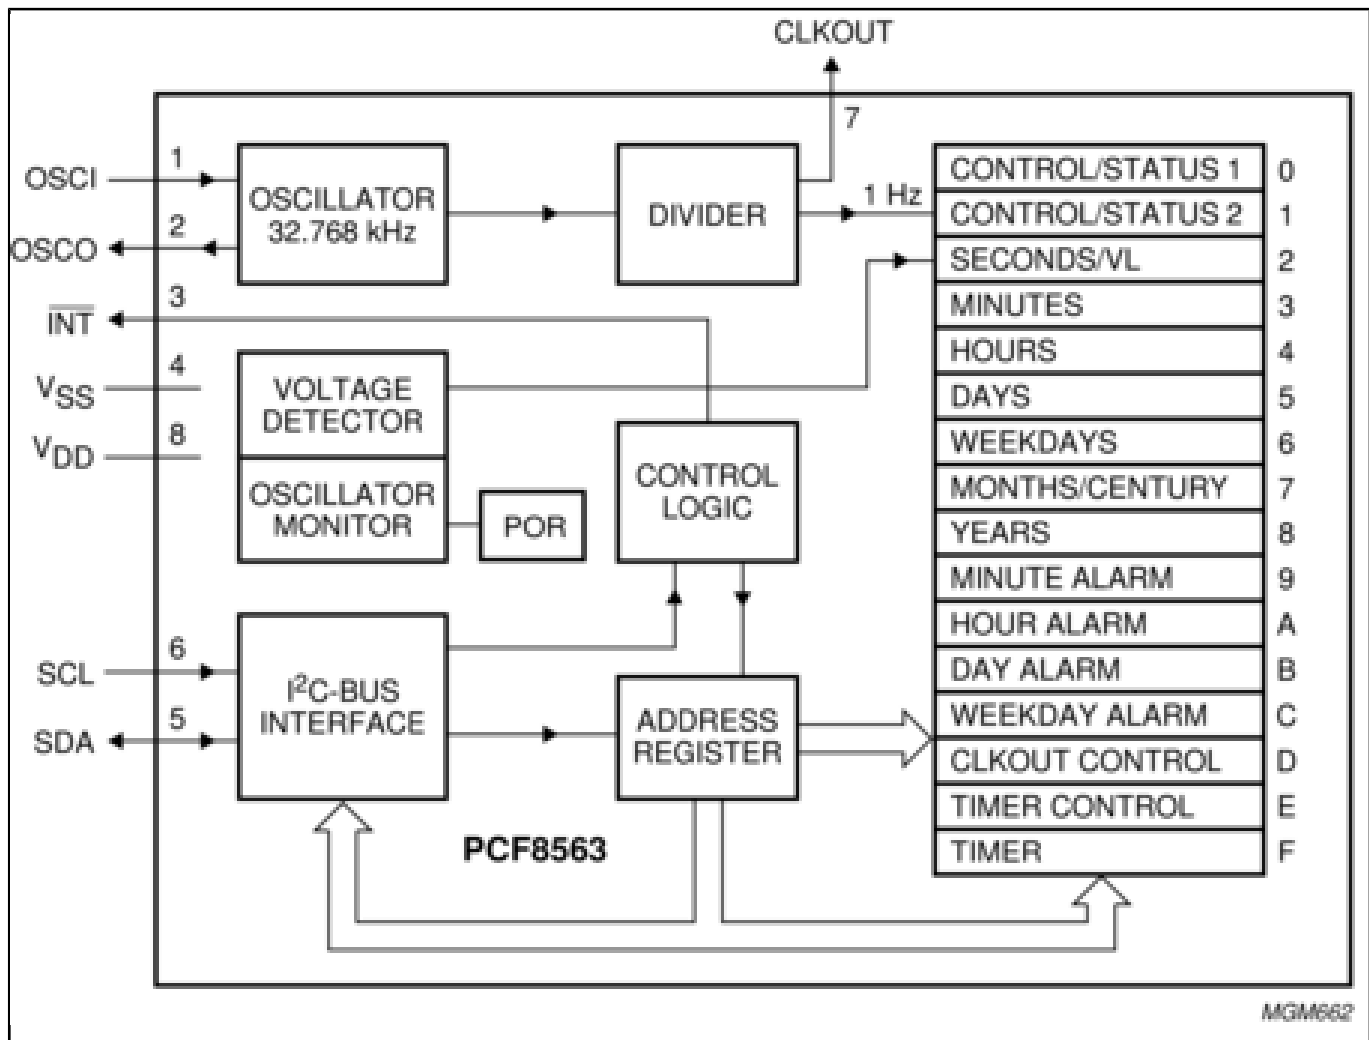 CLKOUT
7
OSCI
1
OSCILLATOR
32.768 kHz
DIVIDER
1 Hz
OSCO
2
INT
3
VSS
4
VDD
8
VOLTAGE
DETECTOR
OSCILLATOR
MONITOR
POR
CONTROL
LOGIC
SCL
6
SDA
5
I²C-BUS
INTERFACE
ADDRESS
REGISTER
PCF8563
CONTROL/STATUS 1 0
CONTROL/STATUS 2 1
SECONDS/VL 2
MINUTES 3
HOURS 4
DAYS 5
WEEKDAYS 6
MONTHS/CENTURY 7
YEARS 8
MINUTE ALARM 9
HOUR ALARM A
DAY ALARM B
WEEKDAY ALARM C
CLKOUT CONTROL D
TIMER CONTROL E
TIMER F
MGM662